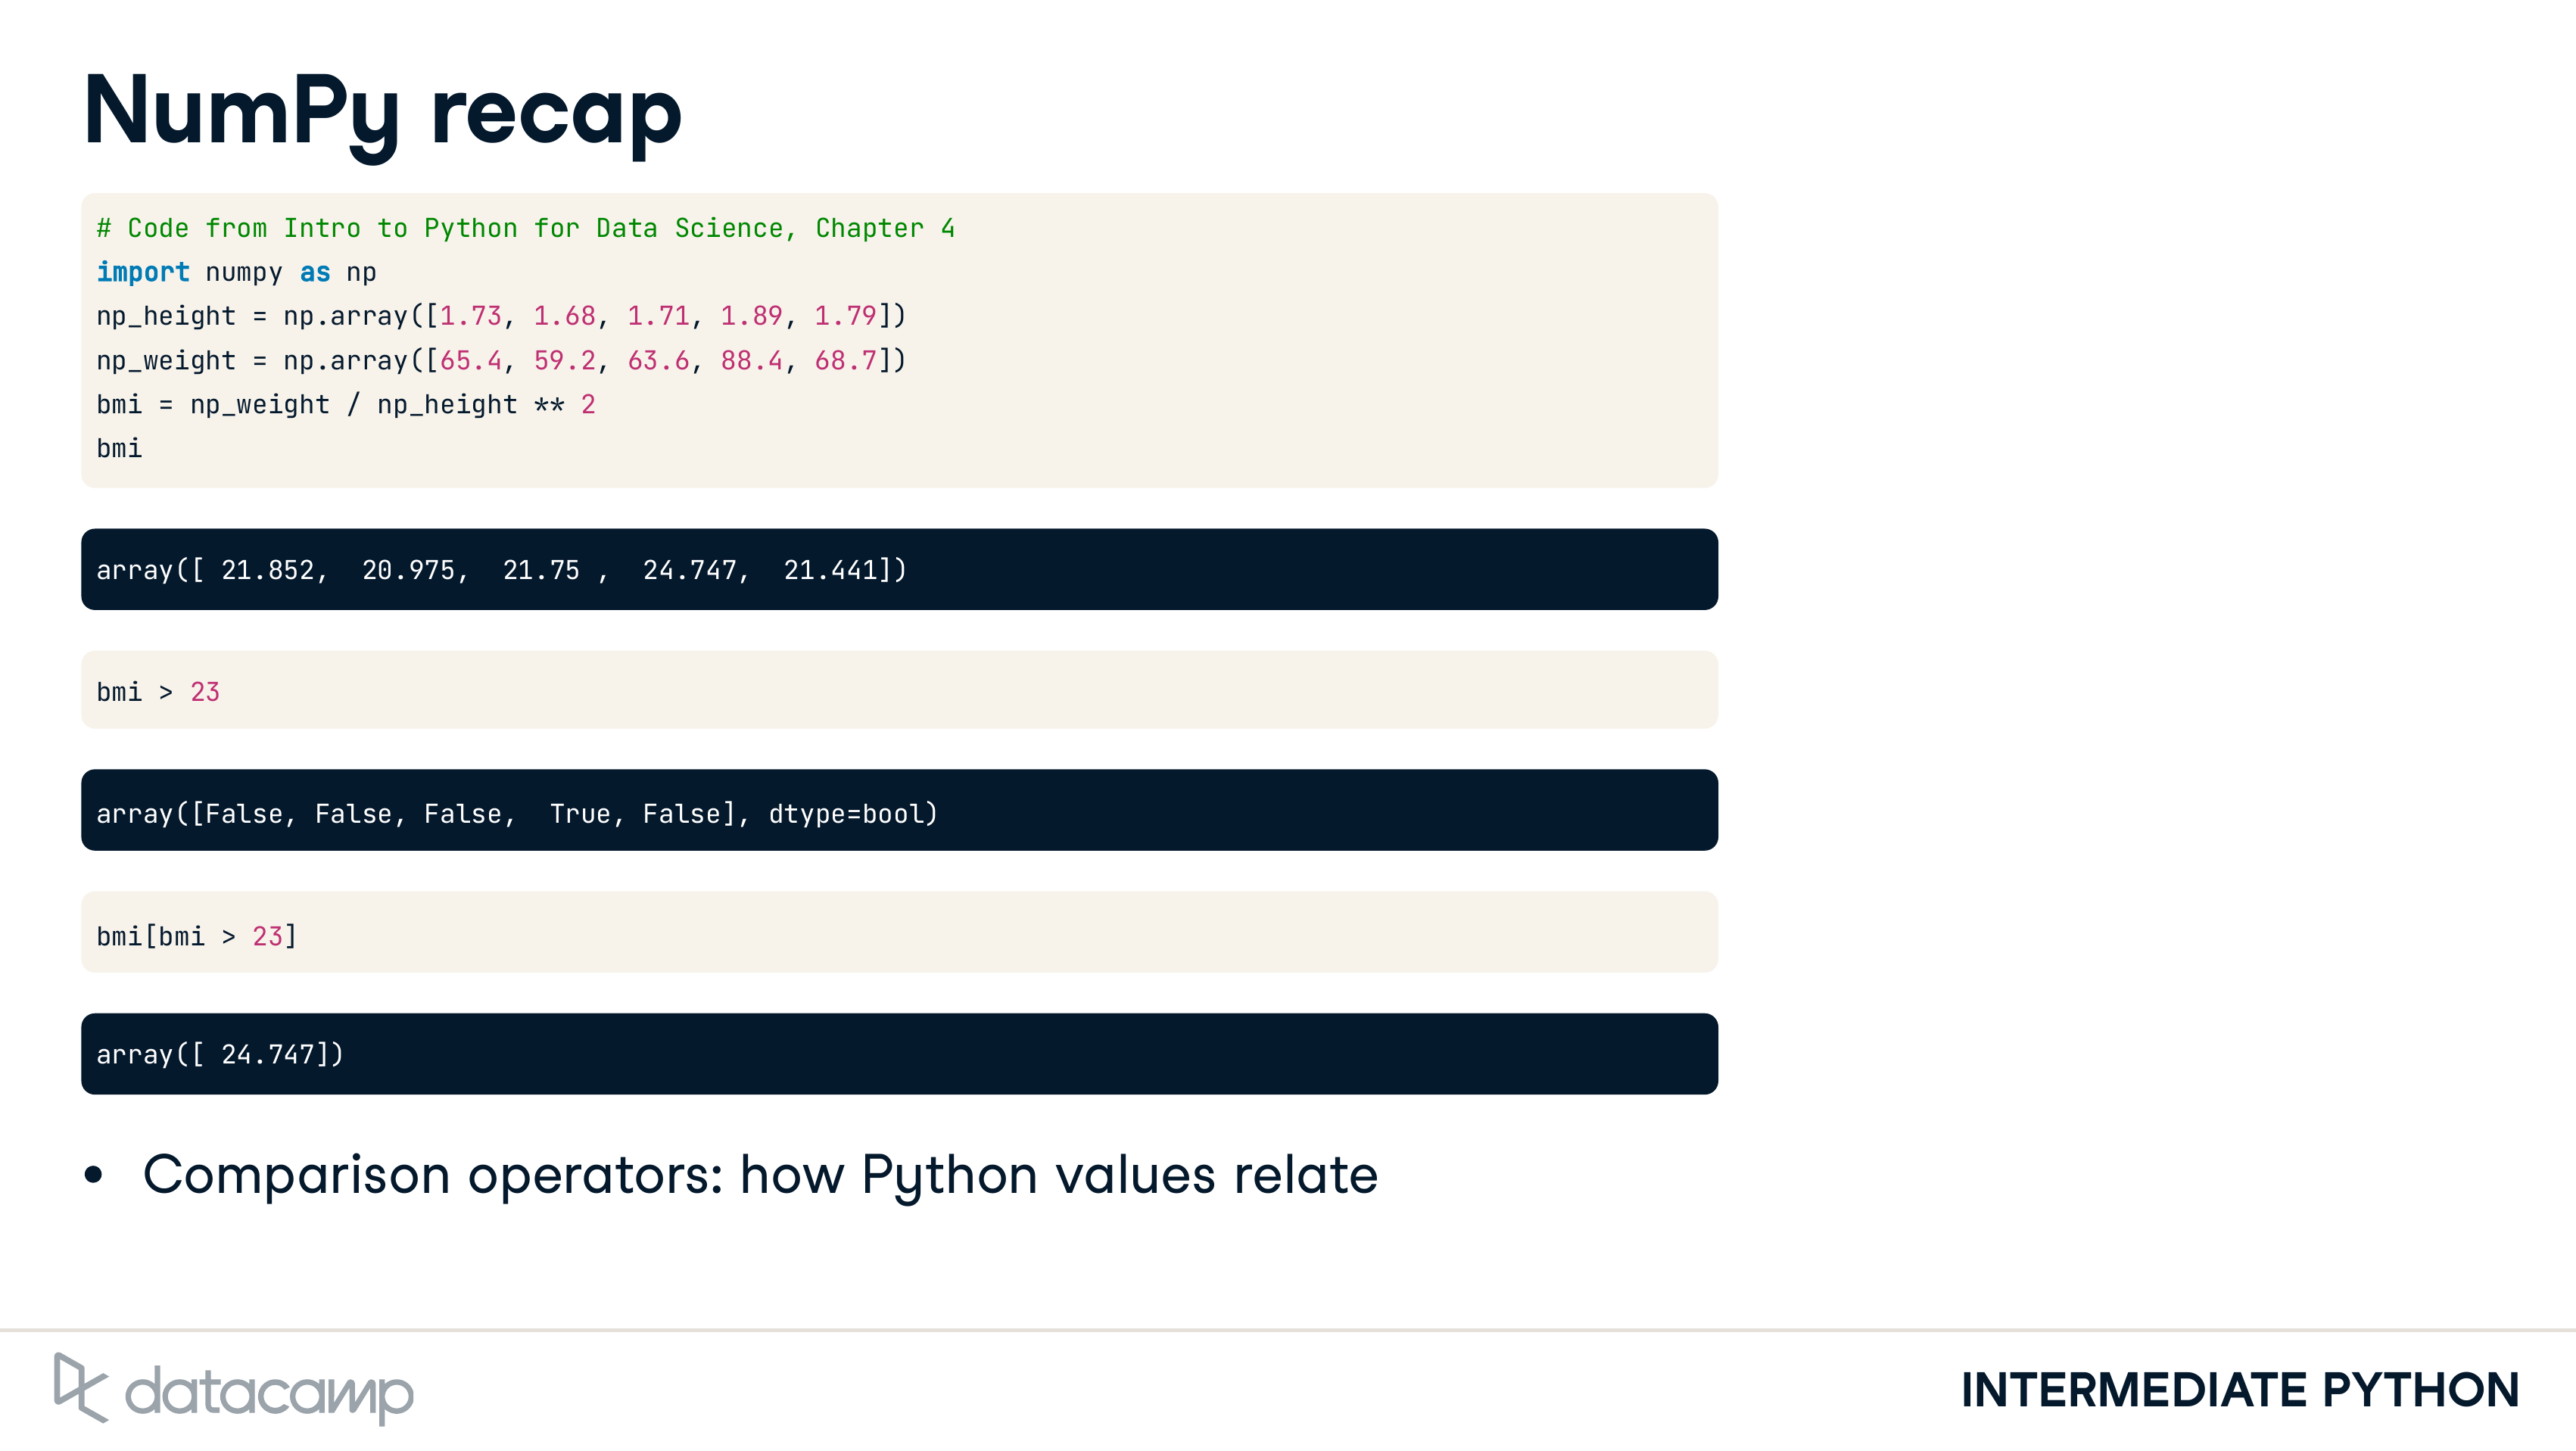 NumPy recap
# Code from Intro to Python for Data Science, Chapter 4
import numpy as np
np_height = np.array([1.73, 1.68, 1.71, 1.89, 1.79])
np_weight = np.array([65.4, 59.2, 63.6, 88.4, 68.7])
bmi = np_weight / np_height ** 2
bmi
array([ 21.852,  20.975,  21.75 ,  24.747,  21.441])
bmi > 23
array([False, False, False,  True, False], dtype=bool)
bmi[bmi > 23]
array([ 24.747])
• Comparison operators: how Python values relate
datacamp
INTERMEDIATE PYTHON